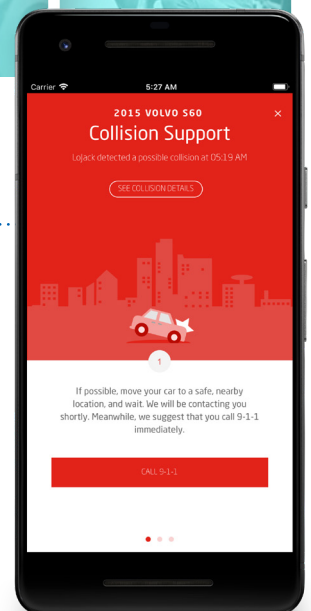 Carrier 5:27 AM
2015 VOLVO S60
×
Collision Support
LoJack detected a possible collision at 05:19 AM
SEE COLLISION DETAILS
1
If possible, move your car to a safe, nearby
location, and wait. We will be contacting you
shortly. Meanwhile, we suggest that you call 9-1-1
immediately.
CALL 9-1-1